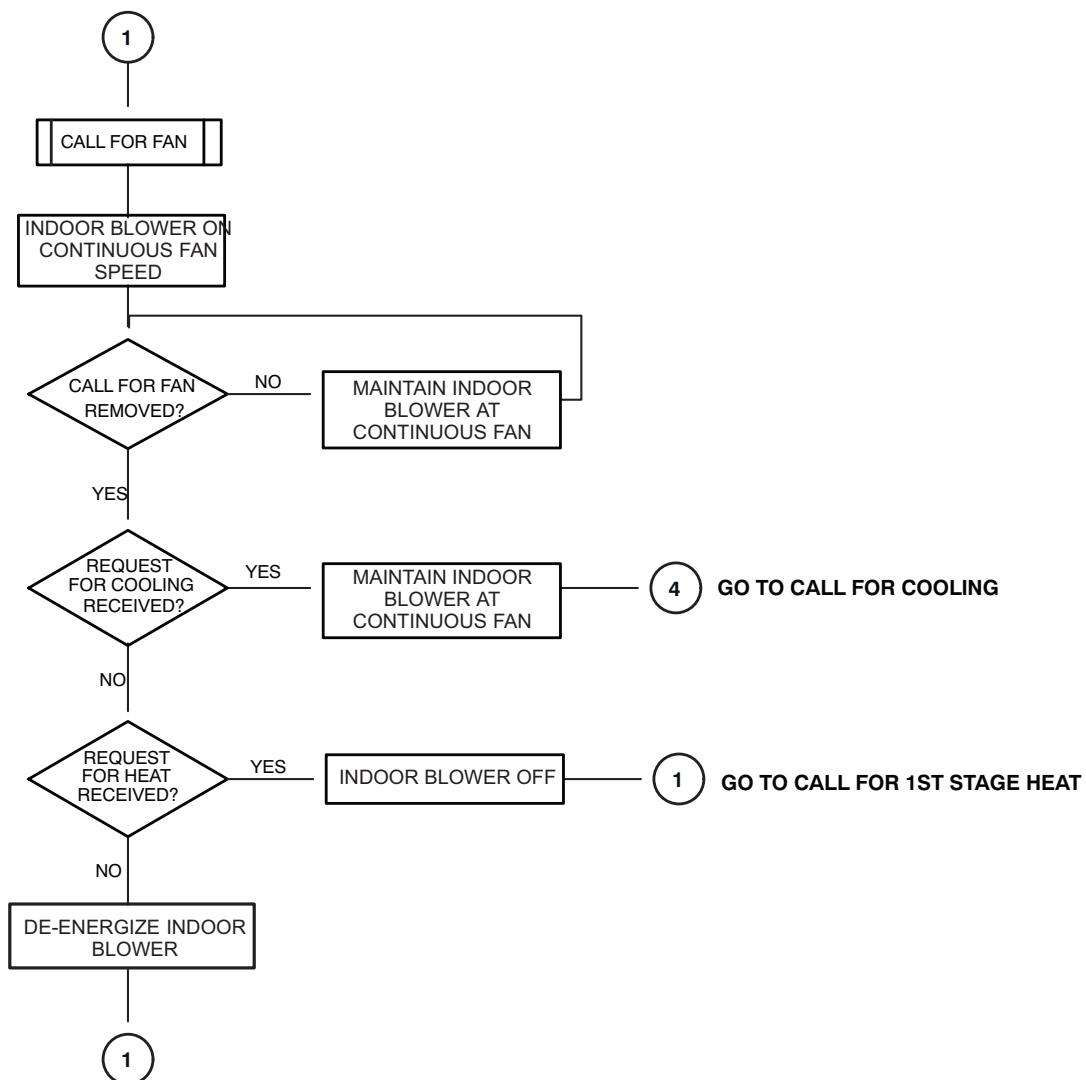 1
CALL FOR FAN
INDOOR BLOWER ON
CONTINUOUS FAN
SPEED
CALL FOR FAN
REMOVED?
NO
MAINTAIN INDOOR
BLOWER AT
CONTINUOUS FAN
YES
REQUEST
FOR COOLING
RECEIVED?
YES
MAINTAIN INDOOR
BLOWER AT
CONTINUOUS FAN
4
GO TO CALL FOR COOLING
NO
REQUEST
FOR HEAT
RECEIVED?
YES
INDOOR BLOWER OFF
1
GO TO CALL FOR 1ST STAGE HEAT
NO
DE-ENERGIZE INDOOR
BLOWER
1